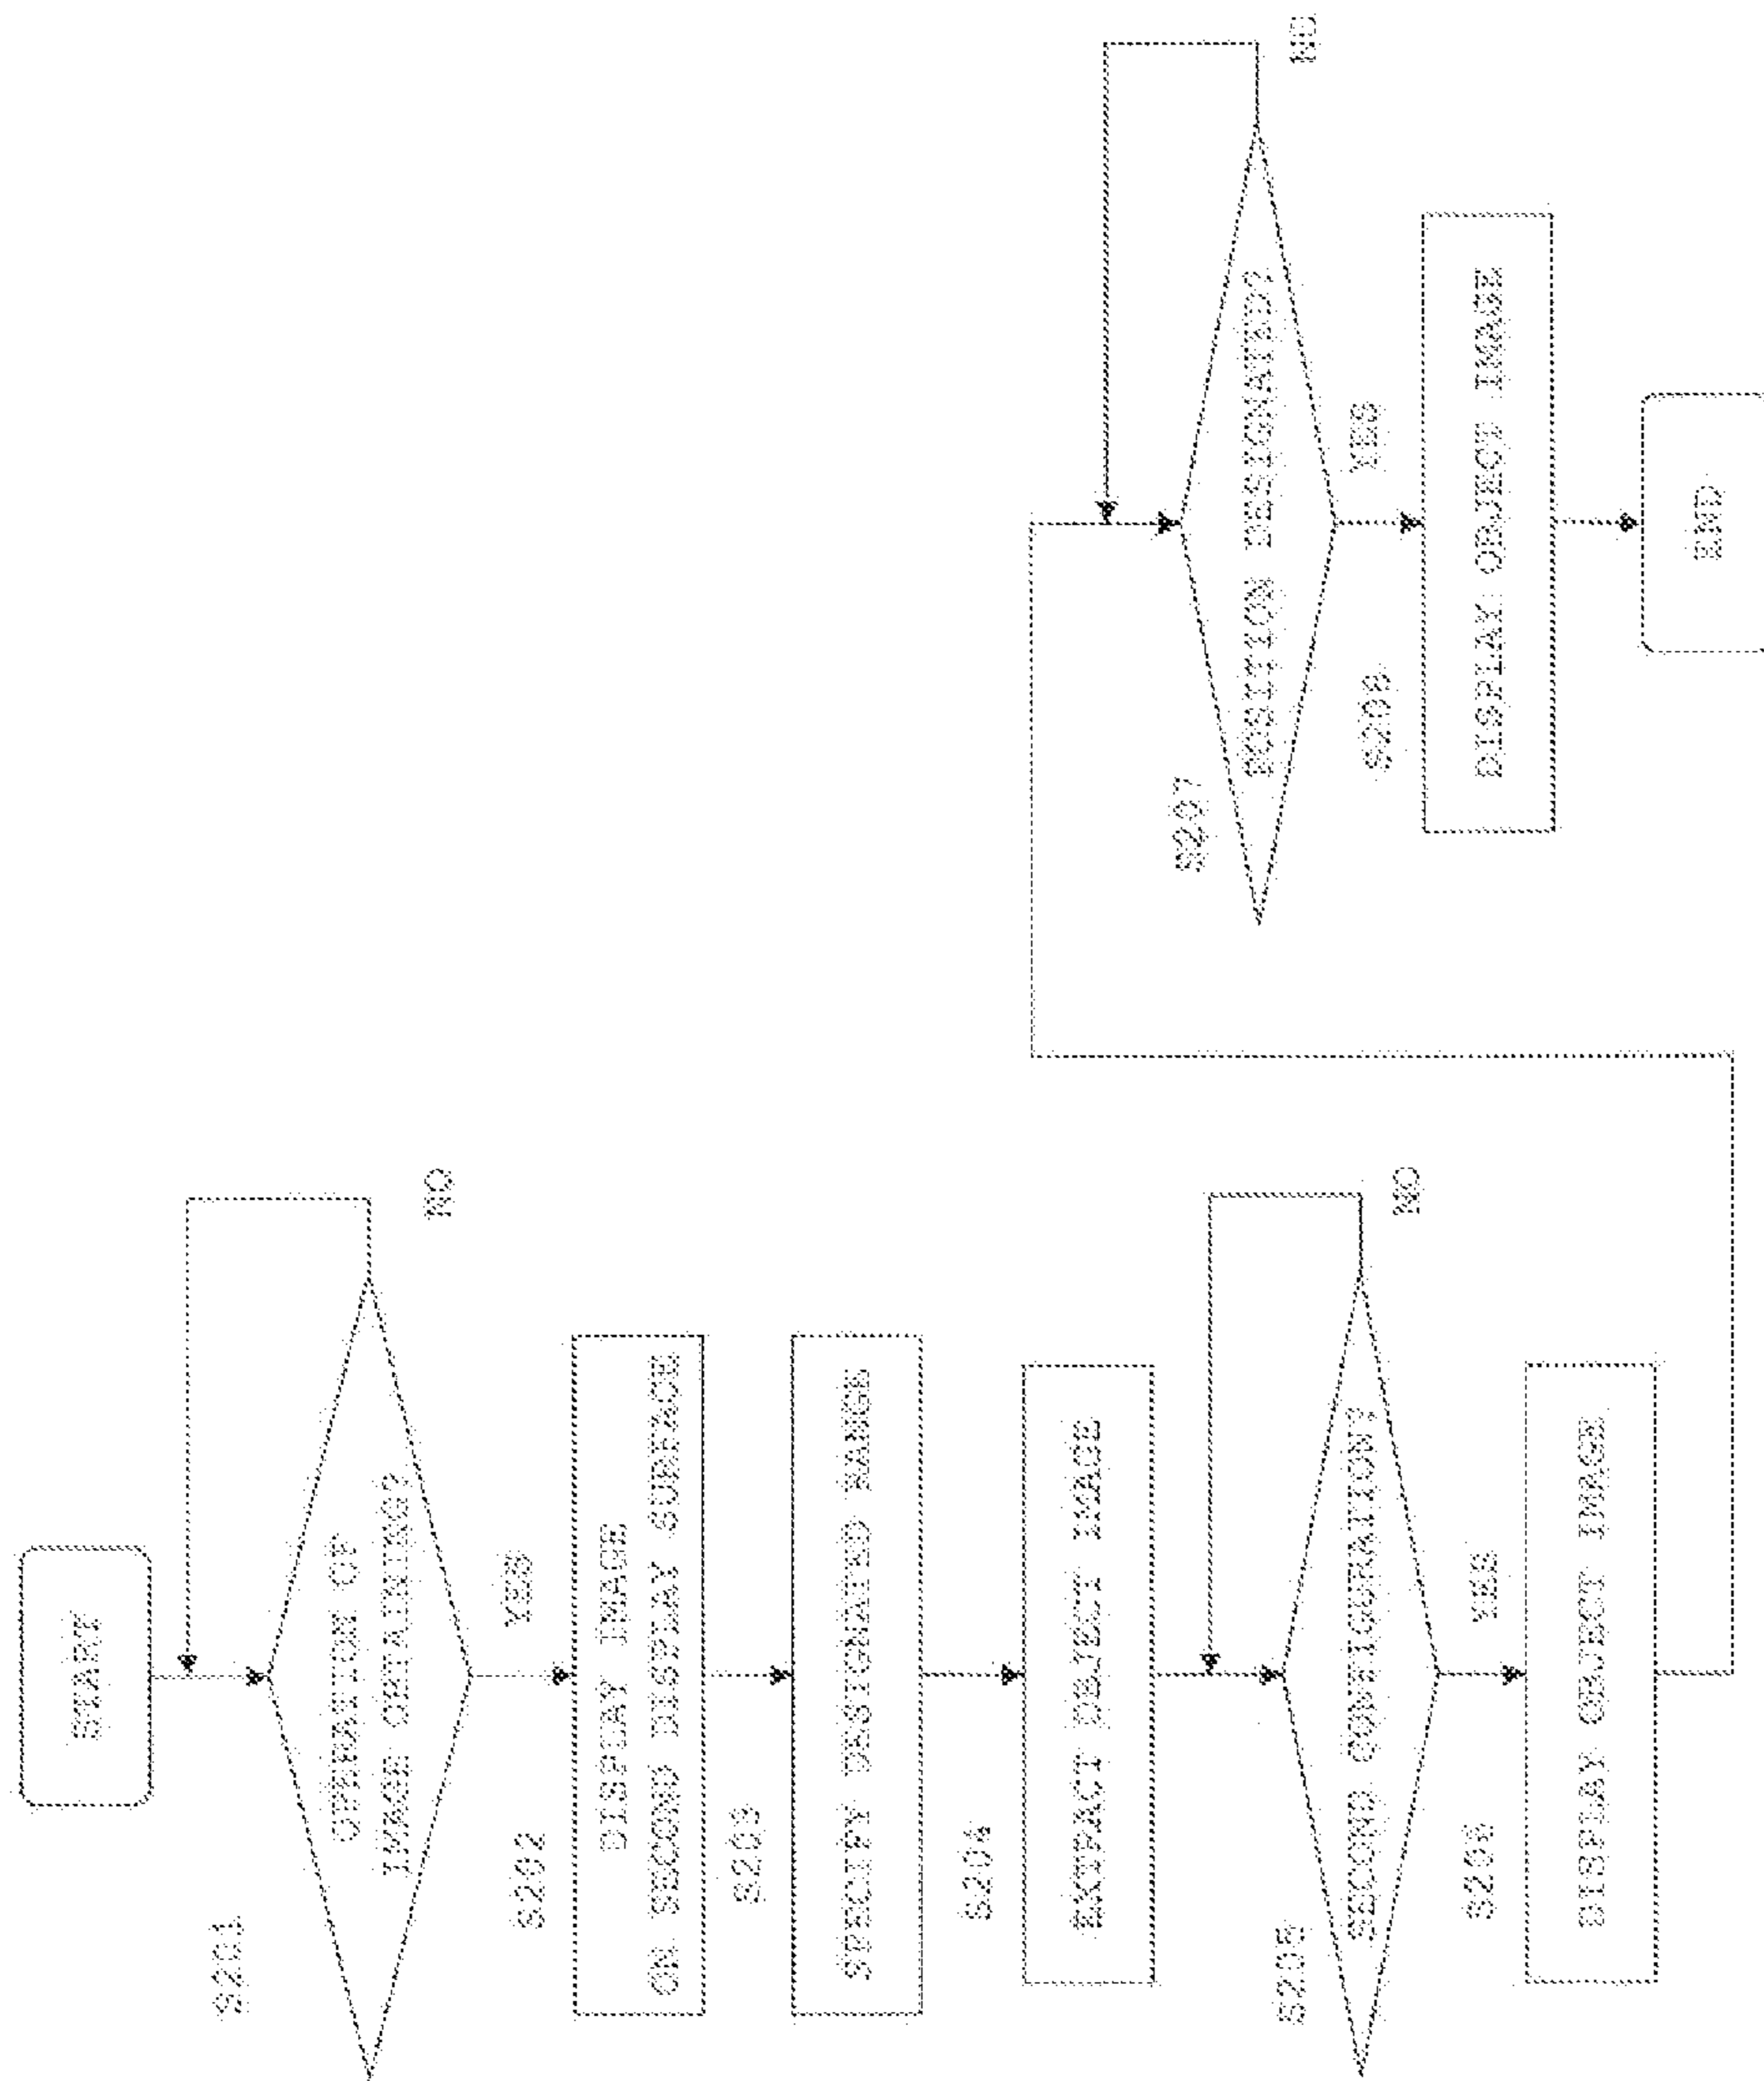 START
S201
OPERATION OF
IMAGE OBTAINING?
NO
YES
S202
DISPLAY IMAGE
ON SECOND DISPLAY SURFACE
S203
SPECIFY DESIGNATED RANGE
S204
EXTRACT OBJECT IMAGE
S205
SECOND CONFIGURATION?
NO
YES
S206
DISPLAY OBJECT IMAGE
S207
POSITION DESIGNATED?
NO
YES
S208
DISPLAY OBJECT IMAGE
END